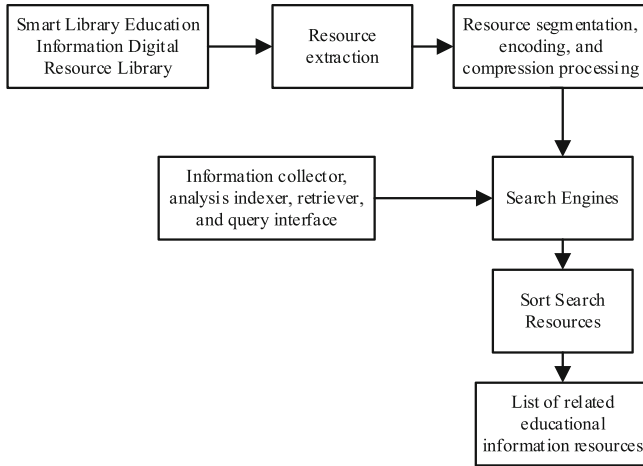 Smart Library Education
Information Digital
Resource Library
Resource
extraction
Resource segmentation,
encoding, and
compression processing
Information collector,
analysis indexer, retriever,
and query interface
Search Engines
Sort Search
Resources
List of related
educational
information resources